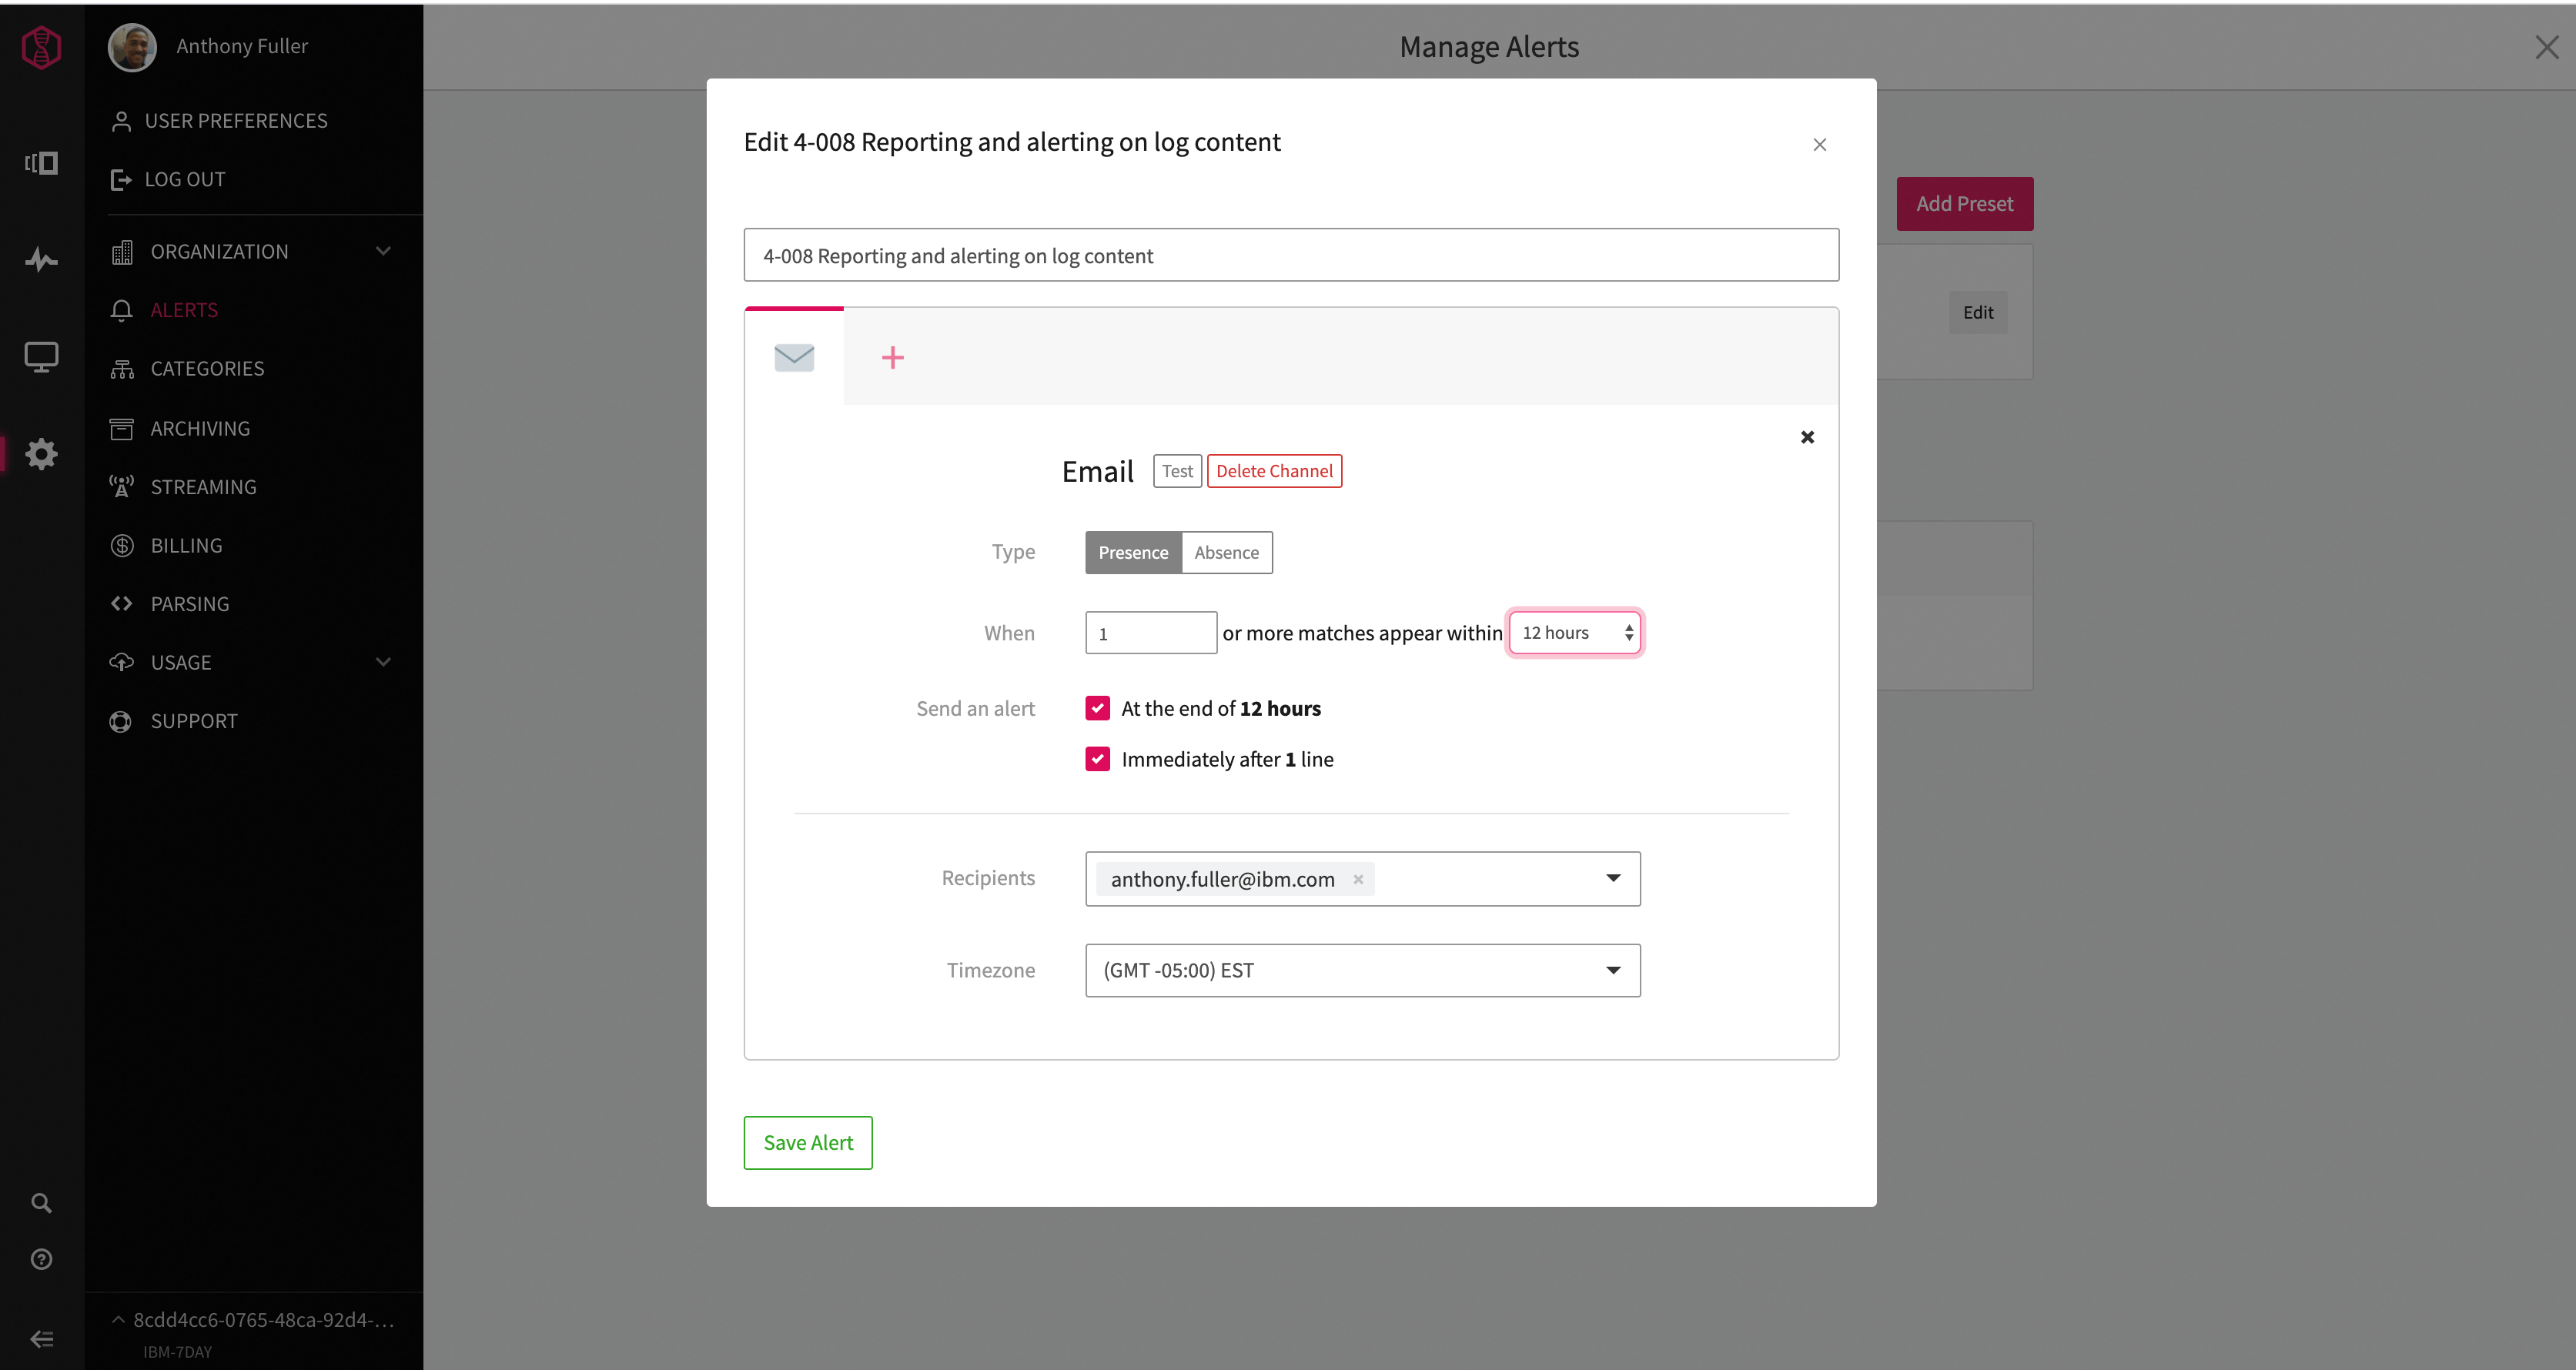 Anthony Fuller
USER PREFERENCES
LOG OUT
ORGANIZATION
ALERTS
CATEGORIES
ARCHIVING
STREAMING
BILLING
PARSING
USAGE
SUPPORT
8cdd4cc6-0765-48ca-92d4-...
IBM-7DAY
Manage Alerts
Add Preset
Edit
Edit 4-008 Reporting and alerting on log content
4-008 Reporting and alerting on log content
Email Test Delete Channel
Type Presence Absence
When 1 or more matches appear within 12 hours
Send an alert At the end of 12 hours
Immediately after 1 line
Recipients anthony.fuller@ibm.com
Timezone (GMT -05:00) EST
Save Alert